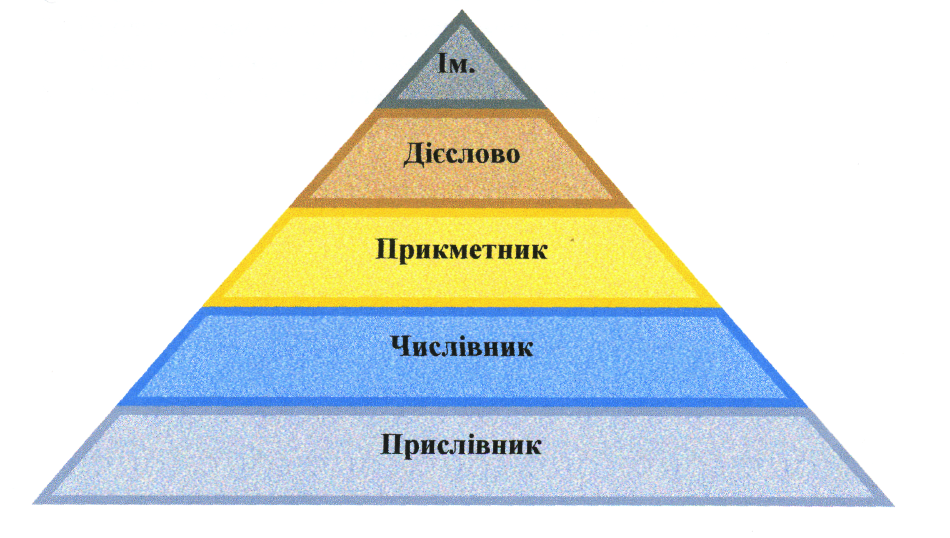 Ім.
Дієслово
Прикметник
Числівник
Прислівник